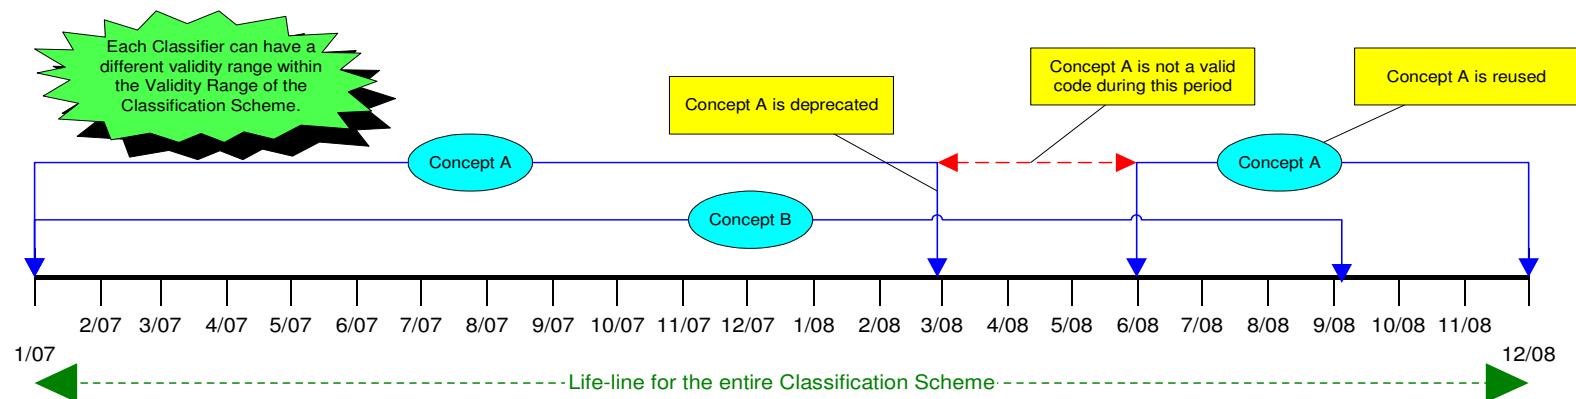 Each Classifier can have a
different validity range within
the Validity Range of the
Classification Scheme.
Concept A is deprecated
Concept A is not a valid
code during this period
Concept A is reused
Concept A
Concept A
Concept B
2/07 3/07 4/07 5/07 6/07 7/07 8/07 9/07 10/07 11/07 12/07 1/08 2/08 3/08 4/08 5/08 6/08 7/08 8/08 9/08 10/08 11/08
1/07 12/08
Life-line for the entire Classification Scheme